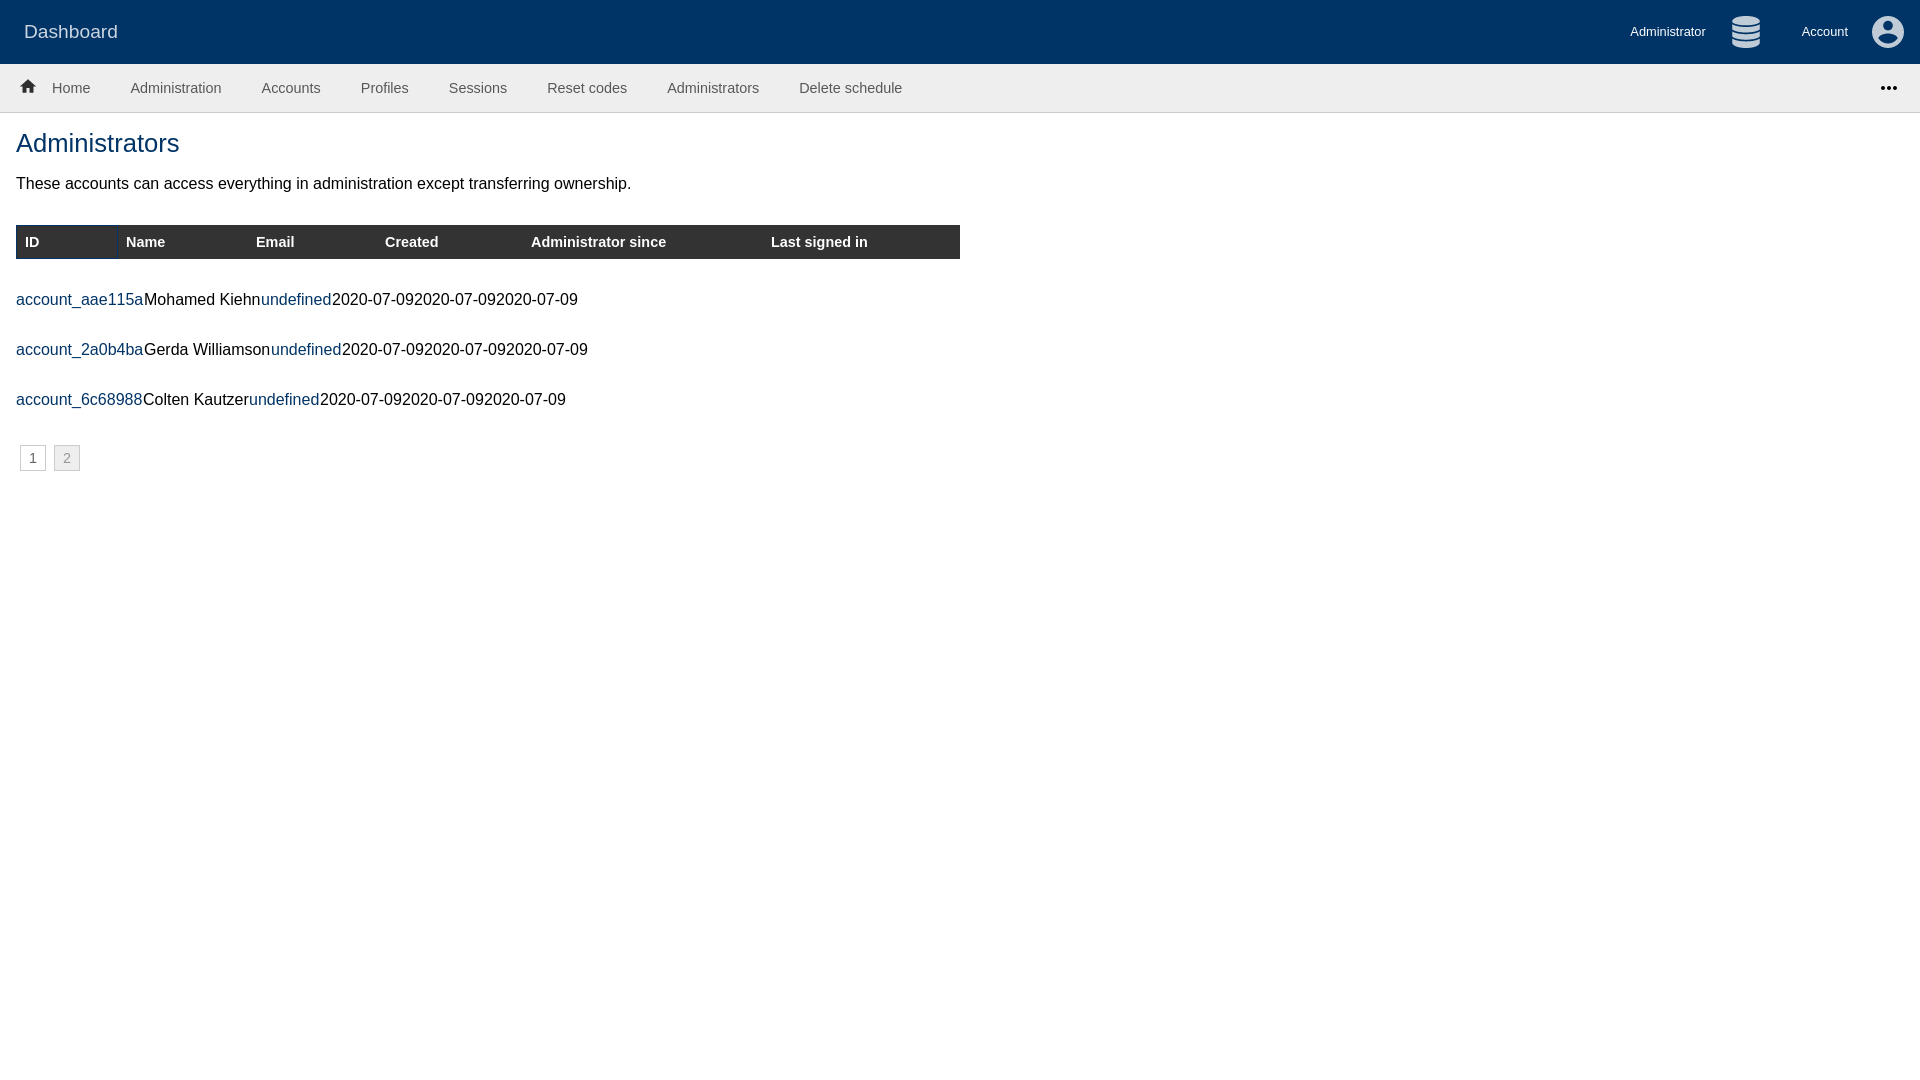 Dashboard Administrator Account
Home Administration Accounts Profiles Sessions Reset codes Administrators Delete schedule
Administrators
These accounts can access everything in administration except transferring ownership.
ID Name Email Created Administrator since Last signed in
account_aae115aMohamed Kiehnundefined2020-07-092020-07-092020-07-09
account_2a0b4baGerda Williamsonundefined2020-07-092020-07-092020-07-09
account_6c68988Colten Kautzerundefined2020-07-092020-07-092020-07-09
1 2